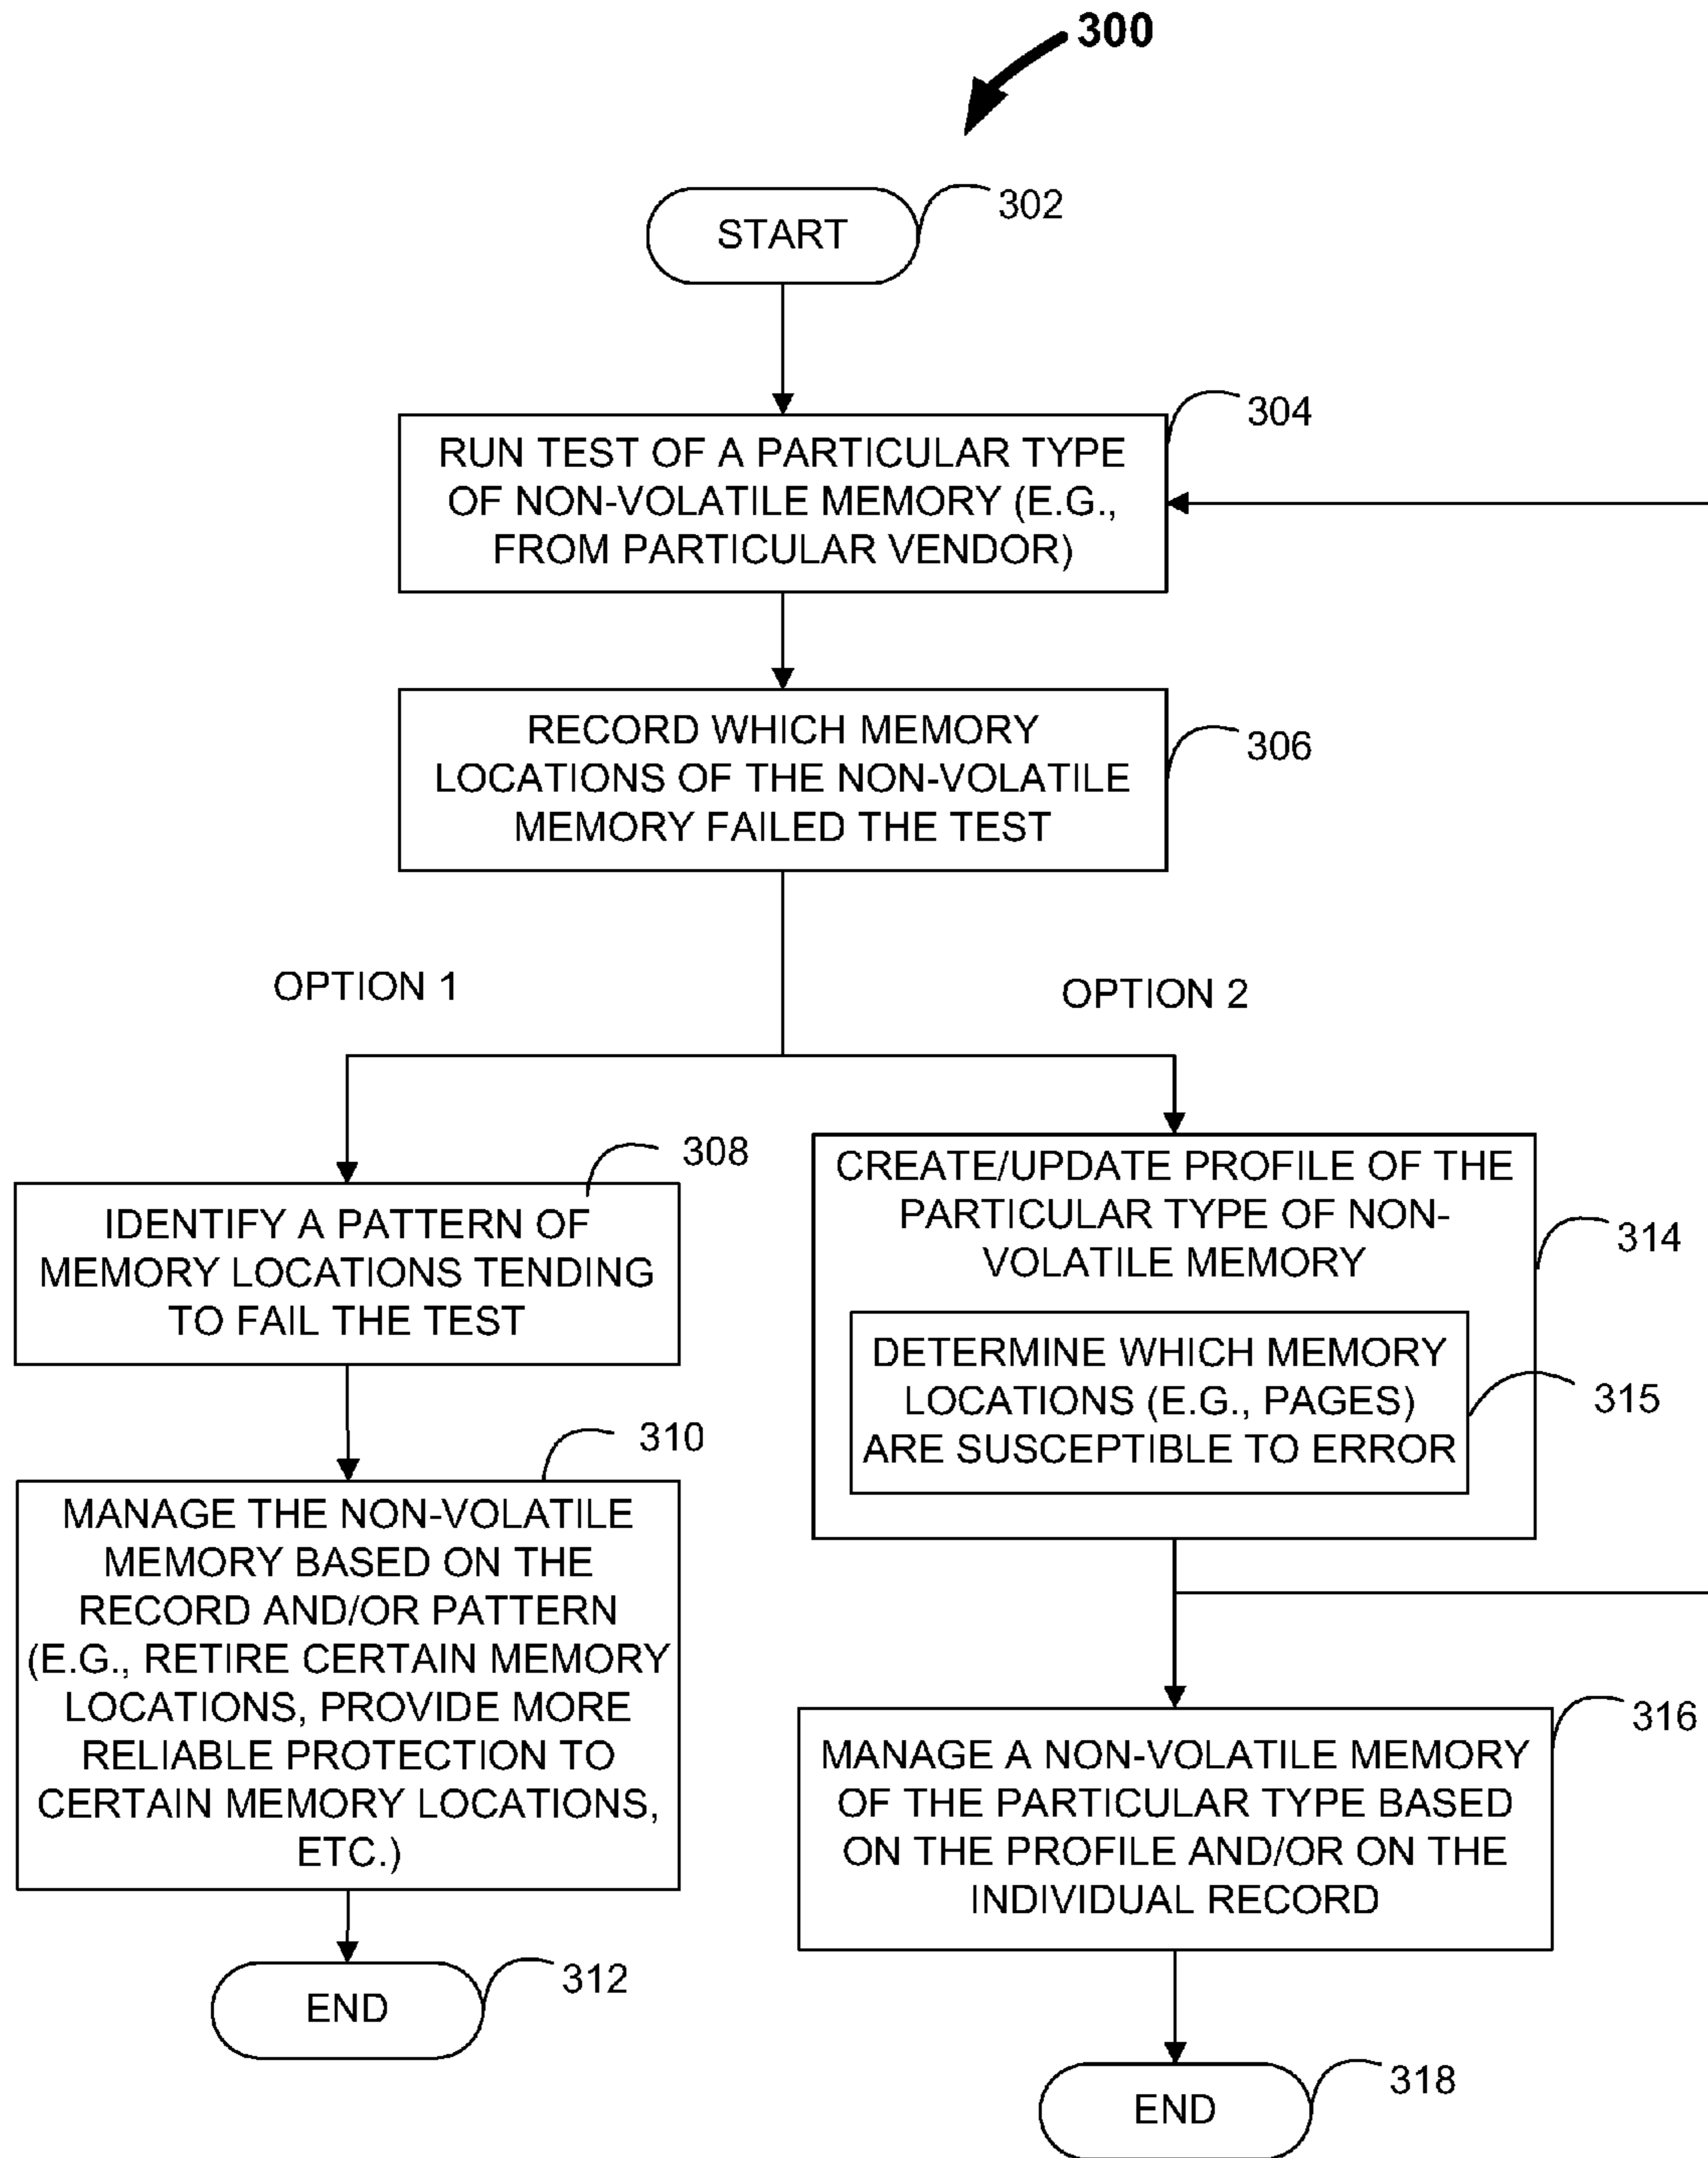 300
START
302
RUN TEST OF A PARTICULAR TYPE
OF NON-VOLATILE MEMORY (E.G.,
FROM PARTICULAR VENDOR)
304
RECORD WHICH MEMORY
LOCATIONS OF THE NON-VOLATILE
MEMORY FAILED THE TEST
306
OPTION 1
OPTION 2
308
IDENTIFY A PATTERN OF
MEMORY LOCATIONS TENDING
TO FAIL THE TEST
310
MANAGE THE NON-VOLATILE
MEMORY BASED ON THE
RECORD AND/OR PATTERN
(E.G., RETIRE CERTAIN MEMORY
LOCATIONS, PROVIDE MORE
RELIABLE PROTECTION TO
CERTAIN MEMORY LOCATIONS,
ETC.)
END
312
CREATE/UPDATE PROFILE OF THE
PARTICULAR TYPE OF NON-
VOLATILE MEMORY
314
DETERMINE WHICH MEMORY
LOCATIONS (E.G., PAGES)
ARE SUSCEPTIBLE TO ERROR
315
MANAGE A NON-VOLATILE MEMORY
OF THE PARTICULAR TYPE BASED
ON THE PROFILE AND/OR ON THE
INDIVIDUAL RECORD
316
END
318